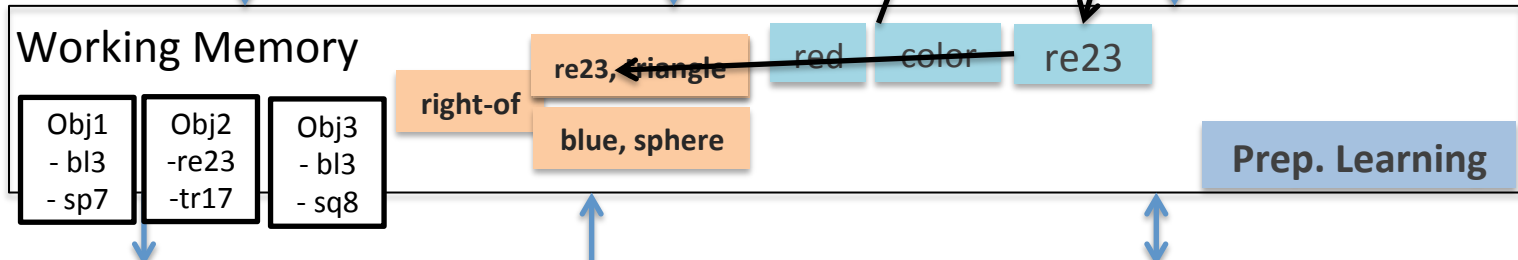 Working Memory
Obj1
- bl3
- sp7
Obj2
-re23
-tr17
Obj3
- bl3
- sq8
right-of
re23, triangle
blue, sphere
red
color
re23
Prep. Learning